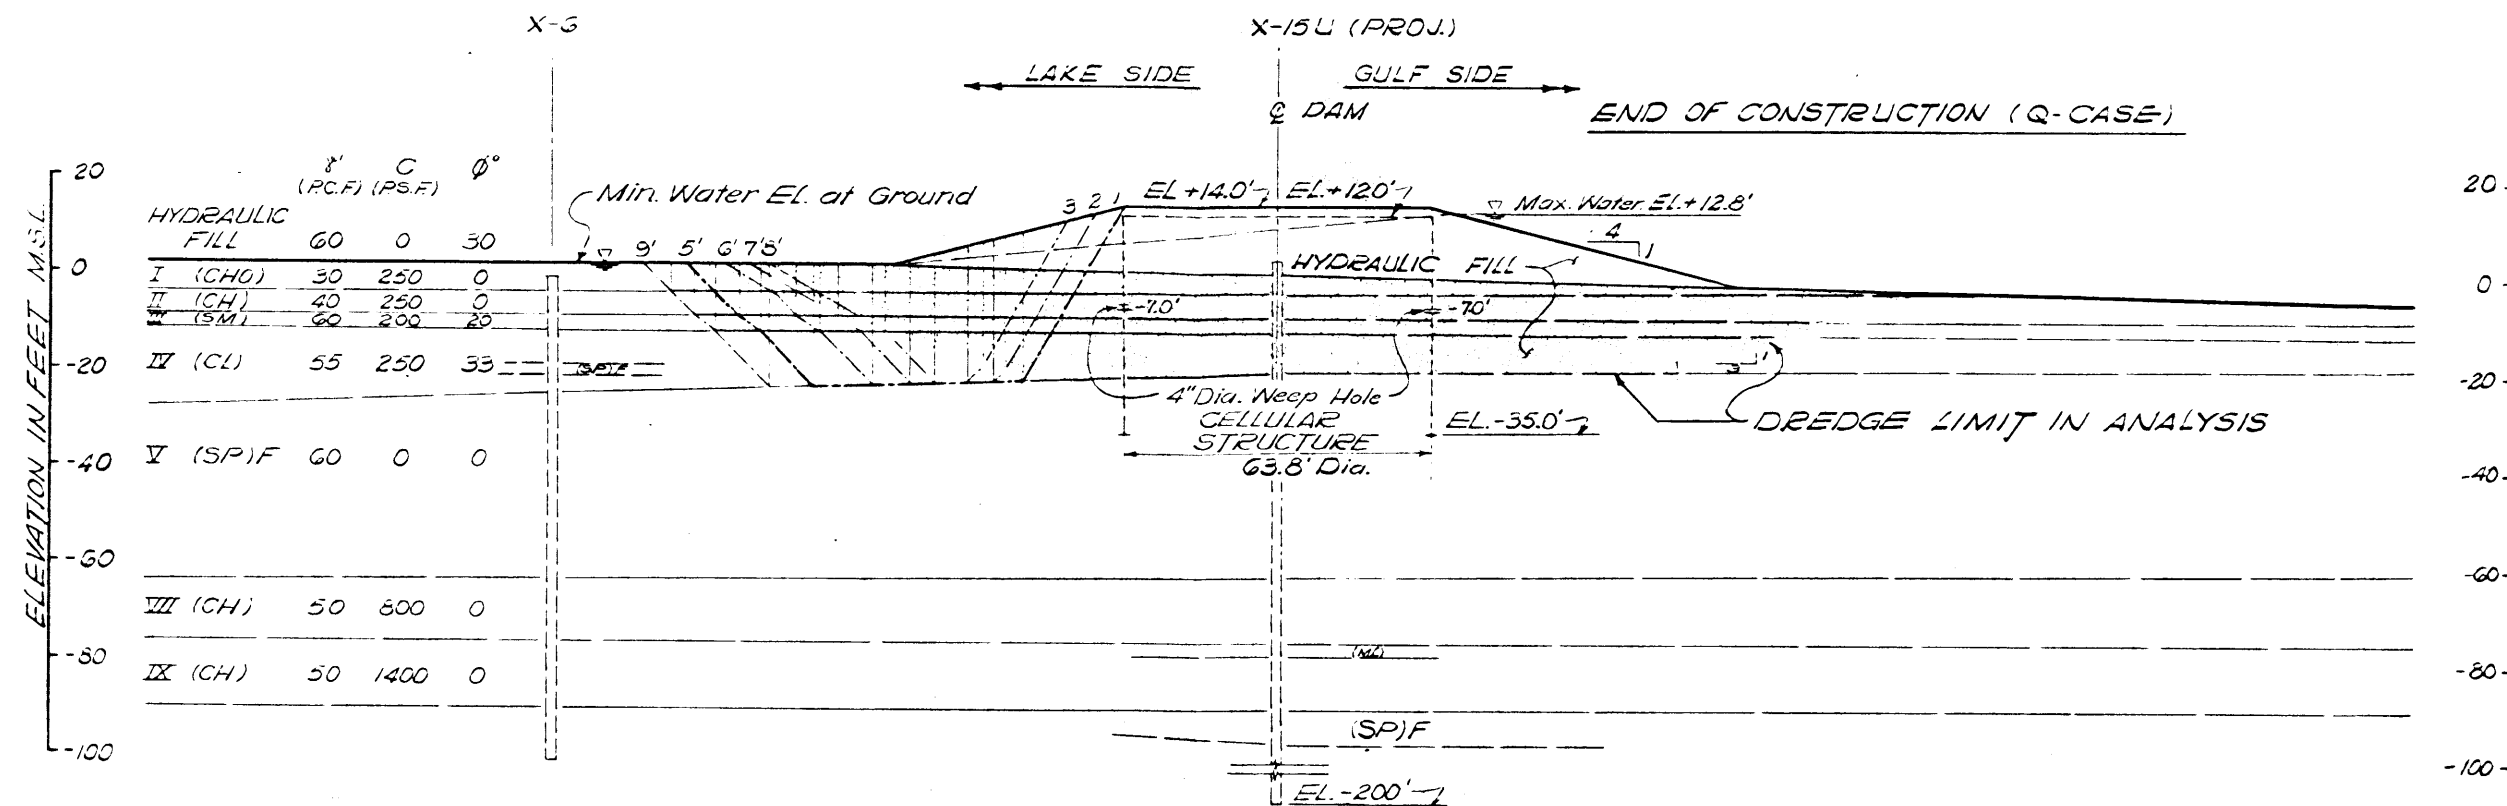 X-6
X-15U (PROJ.)
LAKE SIDE
GULF SIDE
℄ DAM
END OF CONSTRUCTION (Q-CASE)
ELEVATION IN FEET M.S.L.
20
0
-20
-40
-60
-80
-100
γ' C φ°
(P.C.F) (P.S.F.)
HYDRAULIC
FILL 60 0 30
I (CHO) 30 250 0
II (CH) 40 250 0
III (SM) 60 200 20
IV (CL) 55 250 33
V (SP)F 60 0 0
VIII (CH) 50 800 0
IX (CH) 50 1400 0
Min. Water El. at Ground
9' 5' 6' 7' 8'
3 2 1
EL +14.0'
EL.+12.0'
Max. Water El.+12.8'
4
1
HYDRAULIC FILL
-7.0'
-7.0'
(SP)F
1
3
4" Dia. Weep Hole
CELLULAR
STRUCTURE
63.8' Dia.
EL.-35.0'
DREDGE LIMIT IN ANALYSIS
(ML)
(SP)F
EL.-200'
20
0
-20
-40
-60
-80
-100